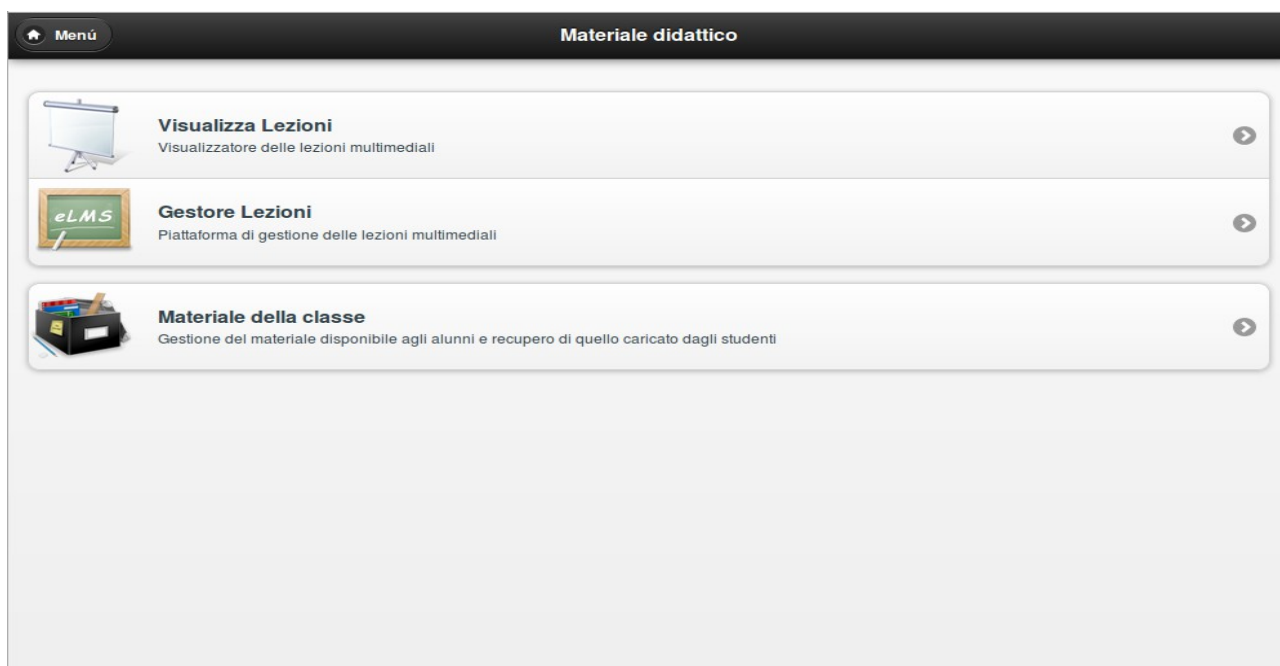 Menú
Materiale didattico
Visualizza Lezioni
Visualizzatore delle lezioni multimediali
eLMS
Gestore Lezioni
Piattaforma di gestione delle lezioni multimediali
Materiale della classe
Gestione del materiale disponibile agli alunni e recupero di quello caricato dagli studenti